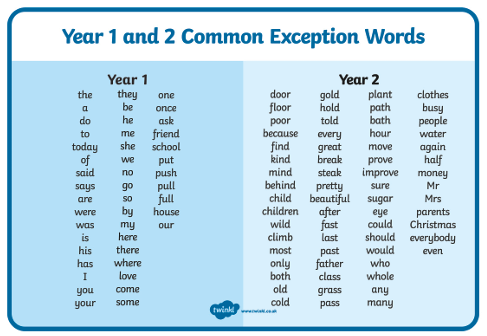 Year 1 and 2 Common Exception Words
Year 1
the they one
a be once
do he ask
to me friend
today she school
of we put
said no push
says go pull
are so full
were by house
was my our
is here
his there
has where
I love
you come
your some
Year 2
door gold plant clothes
floor hold path busy
poor told bath people
because every hour water
find great move again
kind break prove half
mind steak improve money
behind pretty sure Mr
child beautiful sugar Mrs
children after eye parents
wild fast could Christmas
climb last should everybody
most past would even
only father who
both class whole
old grass any
cold pass many
twinkl www.twinkl.co.uk